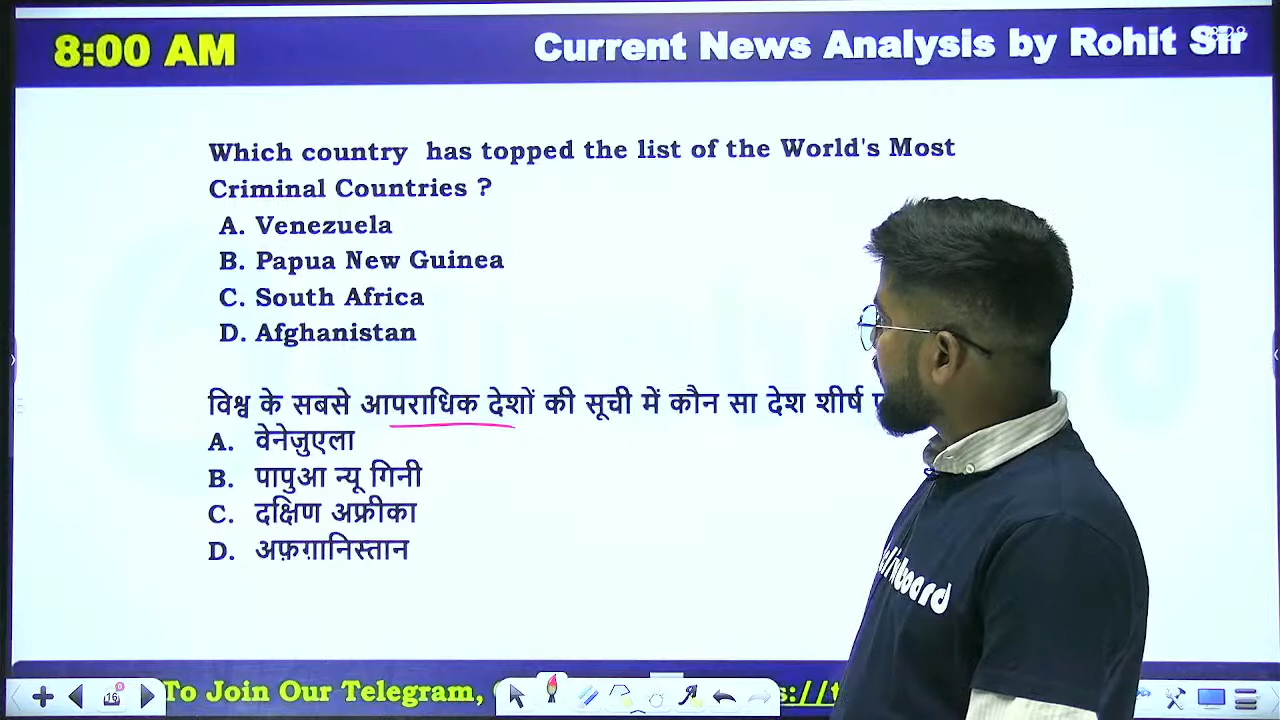 8:00 AM
Current News Analysis by Rohit Sir
Which country has topped the list of the World's Most
Criminal Countries ?
A. Venezuela
B. Papua New Guinea
C. South Africa
D. Afghanistan
विश्व के सबसे आपराधिक देशों की सूची में कौन सा देश शीर्ष
A. वेनेज़ुएला
B. पापुआ न्यू गिनी
C. दक्षिण अफ्रीका
D. अफ़ग़ानिस्तान
16
To Join Our Telegram,